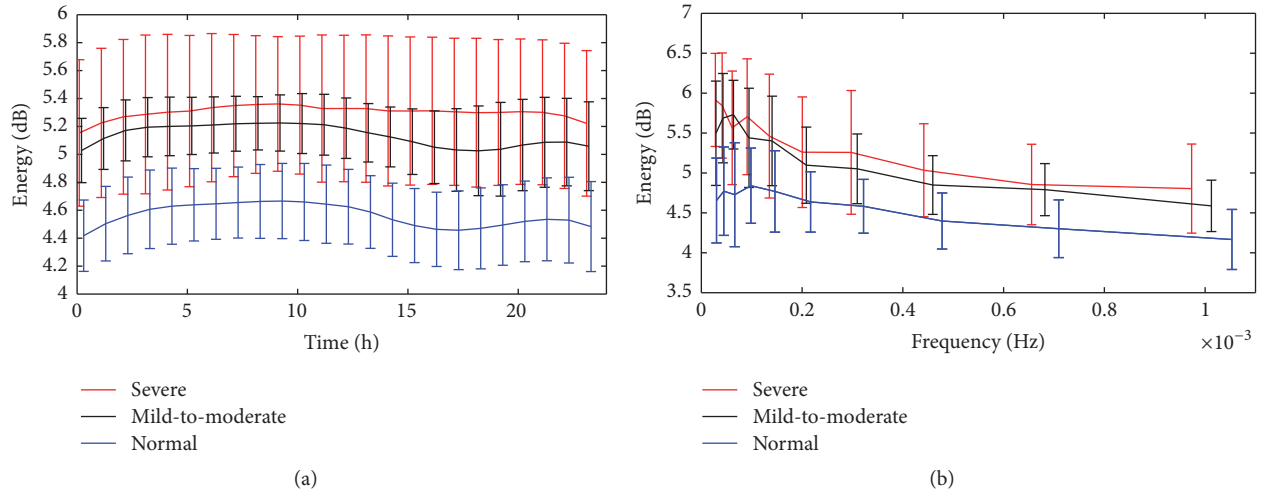 6
5.8
5.6
5.4
5.2
5
4.8
4.6
4.4
4.2
4
Energy (dB)
0
5
10
15
20
Time (h)
Severe
Mild-to-moderate
Normal
(a)
7
6.5
6
5.5
5
4.5
4
3.5
Energy (dB)
0
0.2
0.4
0.6
0.8
1
×10−3
Frequency (Hz)
Severe
Mild-to-moderate
Normal
(b)